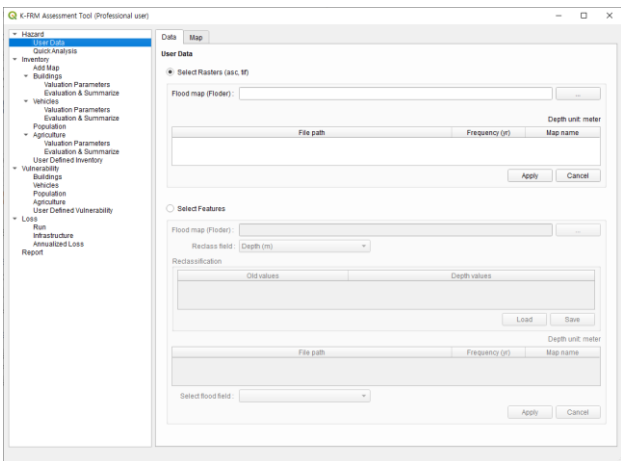 K-FRM Assessment Tool (Professional user)
Hazard
User Data
Quick Analysis
Inventory
Add Map
Buildings
Valuation Parameters
Evaluation & Summarize
Vehicles
Valuation Parameters
Evaluation & Summarize
Population
Agriculture
Valuation Parameters
Evaluation & Summarize
User Defined Inventory
Vulnerability
Buildings
Vehicles
Population
Agriculture
User Defined Vulnerability
Loss
Run
Infrastructure
Annualized Loss
Report
Data Map
User Data
Select Rasters (asc, tif)
Flood map (Floder) : ...
Depth unit: meter
File path Frequency (yr) Map name
Apply Cancel
Select Features
Flood map (Floder) : ...
Reclass field : Depth (m)
Reclassification
Old values Depth values
Load Save
Depth unit: meter
File path Frequency (yr) Map name
Select flood field :
Apply Cancel